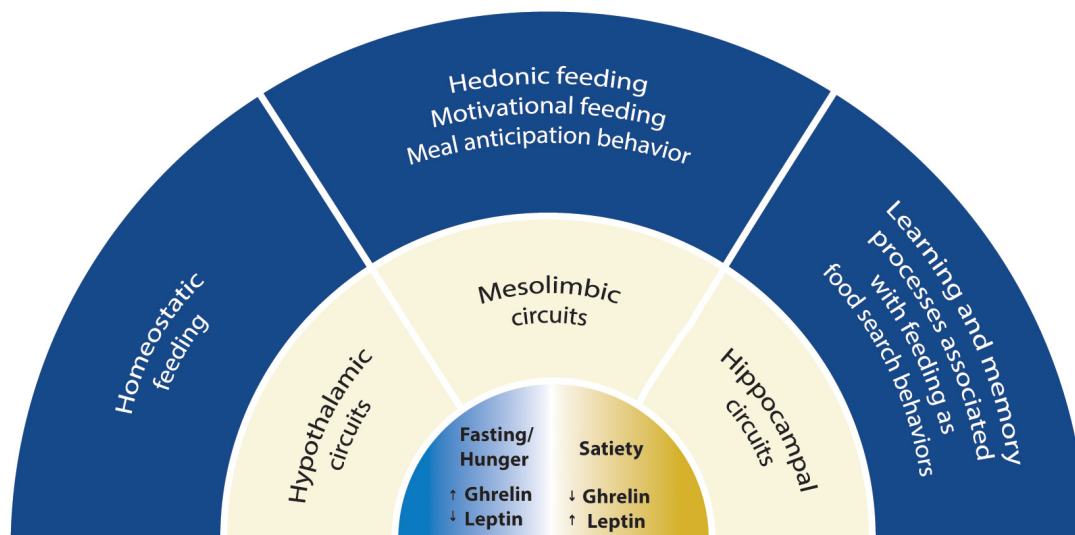 Hedonic feeding
Motivational feeding
Meal anticipation behavior
Homeostatic
feeding
Learning and memory
processes associated
with feeding as
food search behaviors
Mesolimbic
circuits
Hypothalamic
circuits
Hippocampal
circuits
Fasting/
Hunger
↑ Ghrelin
↓ Leptin
Satiety
↓ Ghrelin
↑ Leptin